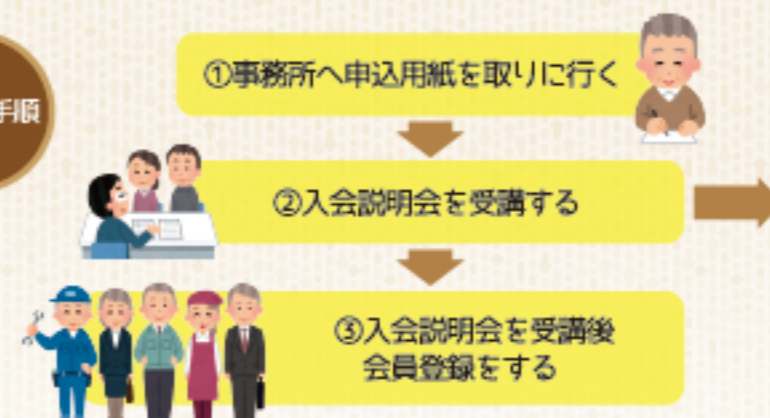 手順
①事務所へ申込用紙を取りに行く
②入会説明会を受講する
③入会説明会を受講後
会員登録をする